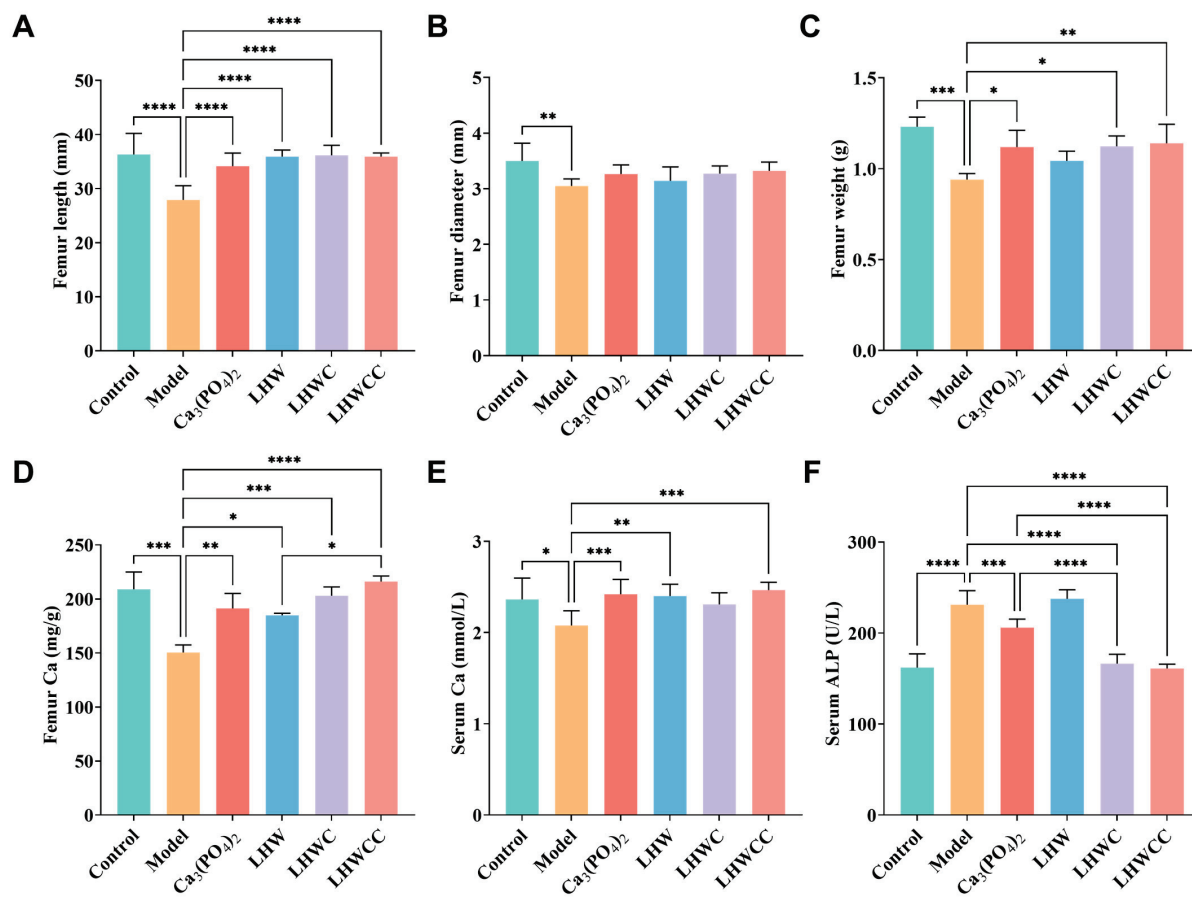 A
Femur length (mm)
50
40
30
20
10
0
****
****
****
****
****
Control
Model
Ca₃(PO₄)₂
LHW
LHWC
LHWCC
B
Femur diameter (mm)
5
4
3
2
1
0
**
Control
Model
Ca₃(PO₄)₂
LHW
LHWC
LHWCC
C
Femur weight (g)
1.5
1.0
0.5
0.0
**
*
***
*
Control
Model
Ca₃(PO₄)₂
LHW
LHWC
LHWCC
D
Femur Ca (mg/g)
250
200
150
100
50
0
****
***
*
***
**
*
Control
Model
Ca₃(PO₄)₂
LHW
LHWC
LHWCC
E
Serum Ca (mmol/L)
3
2
1
0
***
**
*
***
Control
Model
Ca₃(PO₄)₂
LHW
LHWC
LHWCC
F
Serum ALP (U/L)
300
200
100
0
****
****
****
****
***
****
Control
Model
Ca₃(PO₄)₂
LHW
LHWC
LHWCC